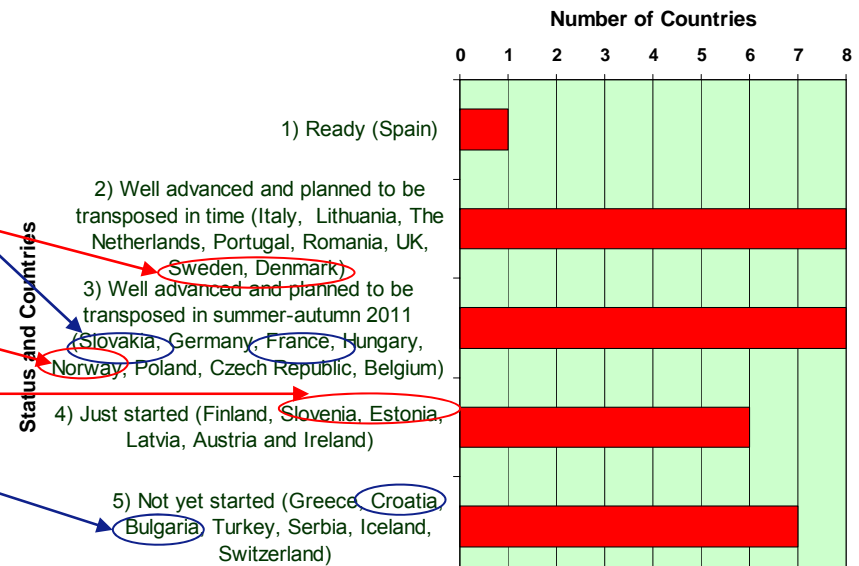 Number of Countries
0 1 2 3 4 5 6 7 8
Status and Countries
1) Ready (Spain)
2) Well advanced and planned to be
transposed in time (Italy, Lithuania, The
Netherlands, Portugal, Romania, UK,
Sweden, Denmark)
3) Well advanced and planned to be
transposed in summer-autumn 2011
(Slovakia, Germany, France, Hungary,
Norway, Poland, Czech Republic, Belgium)
4) Just started (Finland, Slovenia, Estonia,
Latvia, Austria and Ireland)
5) Not yet started (Greece, Croatia,
Bulgaria, Turkey, Serbia, Iceland,
Switzerland)